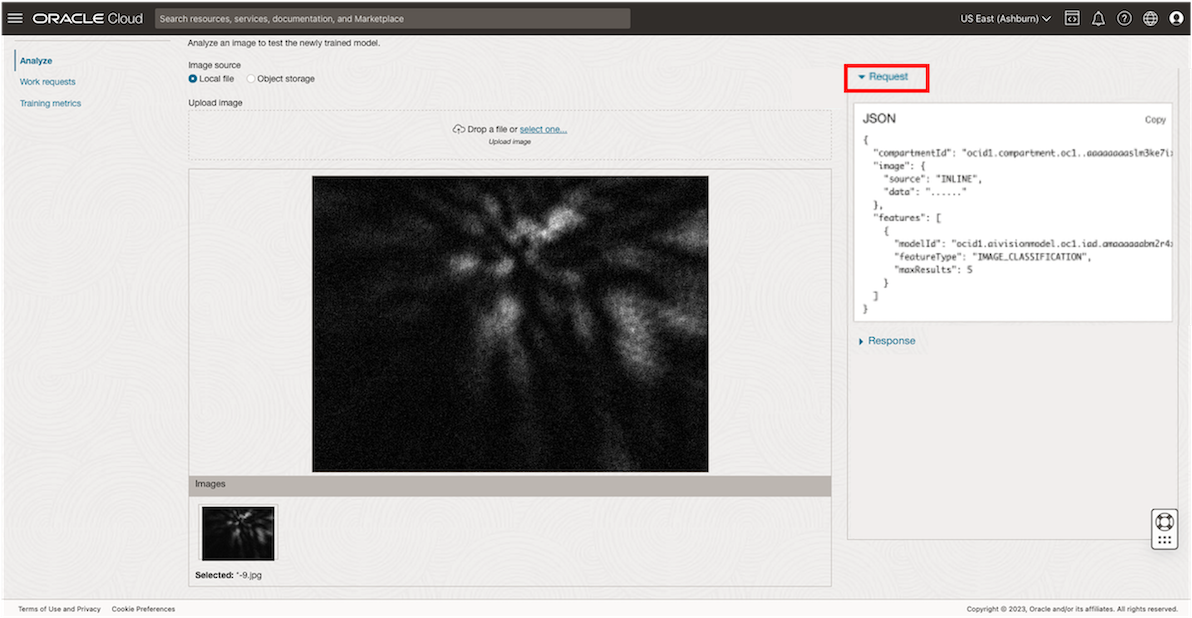 ORACLE Cloud
Search resources, services, documentation, and Marketplace
US East (Ashburn)
Analyze
Work requests
Training metrics
Analyze an image to test the newly trained model.
Image source
Local file
Object storage
Upload image
Drop a file or select one...
Upload image
Images
Selected: "-9.jpg
Request
JSON
Copy
{
"compartmentId": "ocid1.compartment.oc1..aaaaaaaaslm3ke7i
"image": {
"source": "INLINE",
"data": "......"
},
"features": [
{
"modelId": "ocid1.aivisionmodel.oc1.iad.amaaaaaabm2r4
"featureType": "IMAGE_CLASSIFICATION",
"maxResults": 5
}
]
}
Response
Terms of Use and Privacy
Cookie Preferences
Copyright © 2023, Oracle and/or its affiliates. All rights reserved.